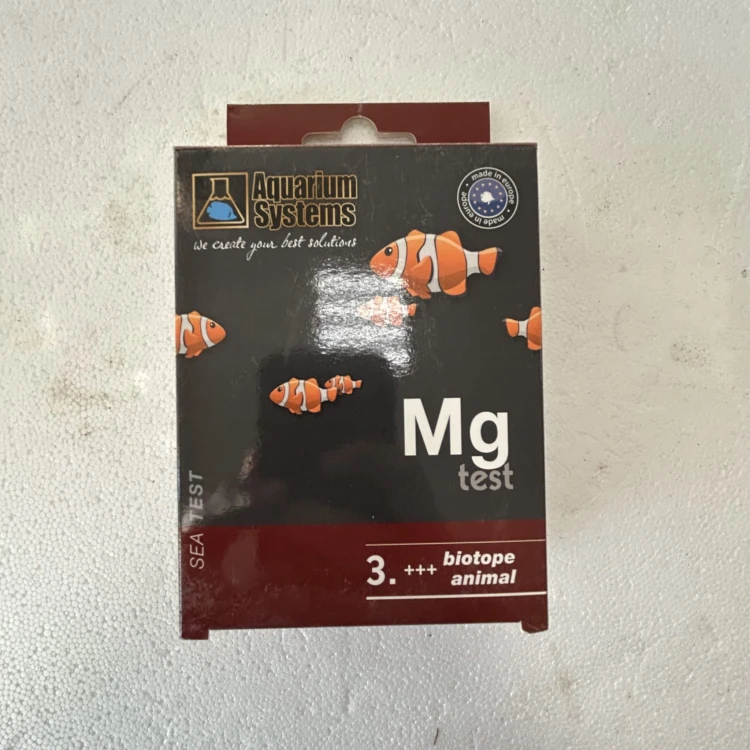 Aquarium
Systems
we create your best solutions
made in europe
made in europe
Mg
test
SEA TEST
3. +++ biotope
animal